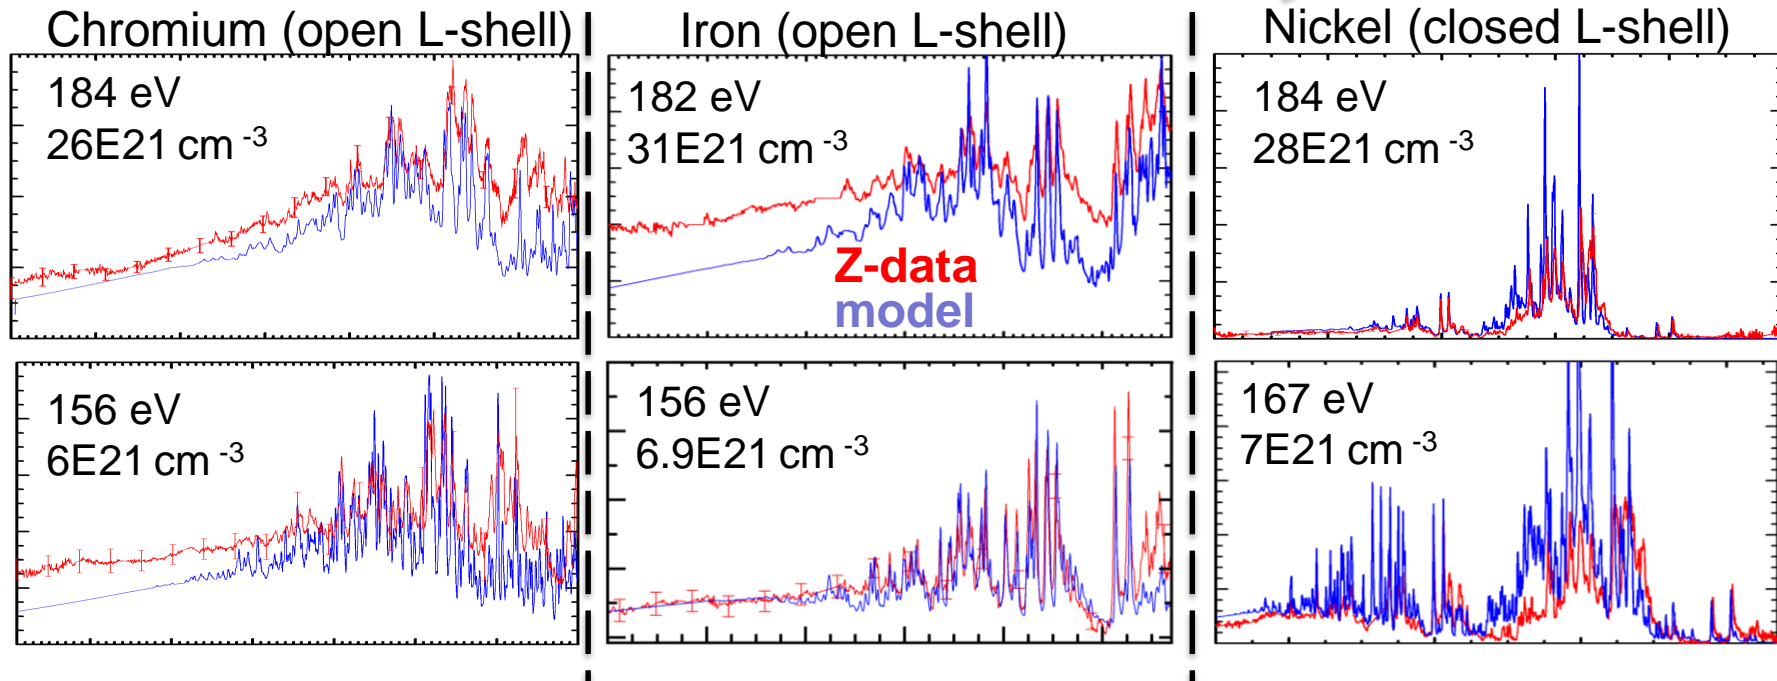 Chromium (open L-shell)
Iron (open L-shell)
Nickel (closed L-shell)
184 eV
26E21 cm -3
182 eV
31E21 cm -3
184 eV
28E21 cm -3
Z-data
model
156 eV
6E21 cm -3
156 eV
6.9E21 cm -3
167 eV
7E21 cm -3